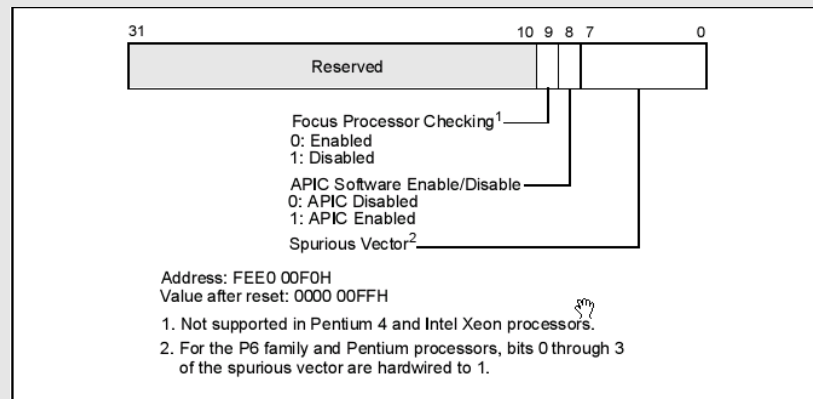 31 10 9 8 7 0
Reserved
Focus Processor Checking1
0: Enabled
1: Disabled
APIC Software Enable/Disable
0: APIC Disabled
1: APIC Enabled
Spurious Vector2
Address: FEE0 00F0H
Value after reset: 0000 00FFH
1. Not supported in Pentium 4 and Intel Xeon processors.
2. For the P6 family and Pentium processors, bits 0 through 3
of the spurious vector are hardwired to 1.